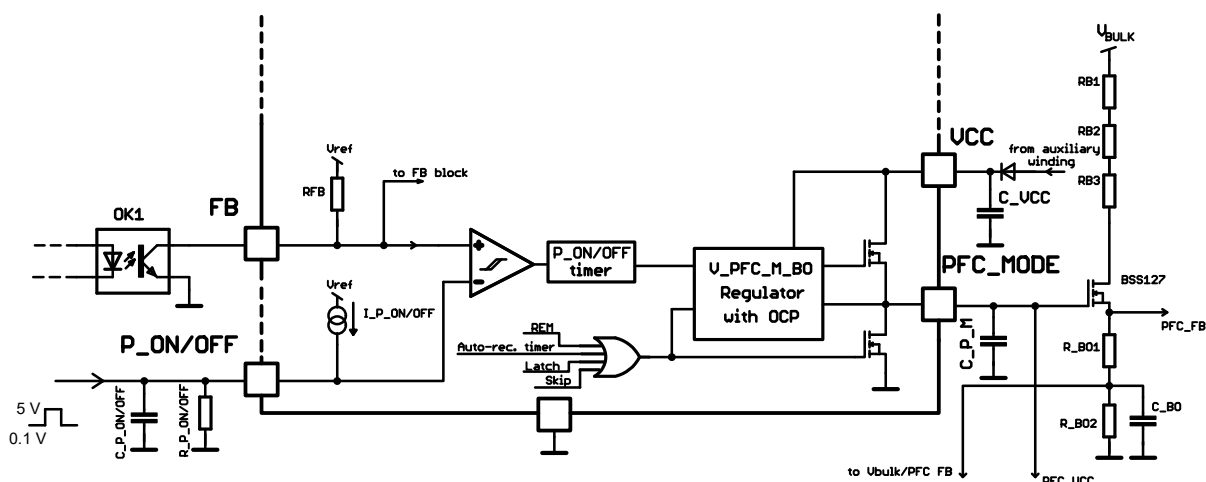 V_BULK
RB1
RB2
RB3
VCC
from auxiliary
winding
C_VCC
Vref
to FB block
RFB
FB
OK1
P_ON/OFF
timer
V_PFC_M_BO
Regulator
with OCP
PFC_MODE
BSS127
PFC_FB
Vref
I_P_ON/OFF
P_ON/OFF
REM
Auto-rec. timer
Latch
Skip
C_P_M
R_BO1
C_BO
R_BO2
5 V
0.1 V
C_P_ON/OFF
R_P_ON/OFF
to Vbulk/PFC FB
PFC_VCC